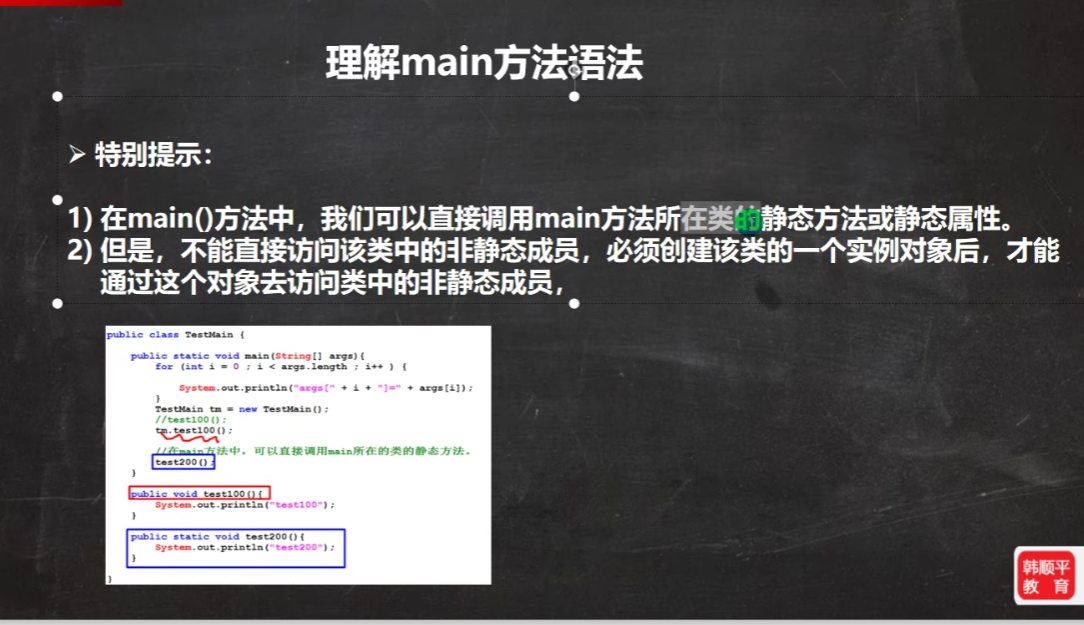 理解main方法语法
➢ 特别提示：
1) 在main()方法中，我们可以直接调用main方法所在类的静态方法或静态属性。
2) 但是，不能直接访问该类中的非静态成员，必须创建该类的一个实例对象后，才能
通过这个对象去访问类中的非静态成员，
public class TestMain {
public static void main(String[] args){
for (int i = 0 ; i < args.length ; i++ ) {
System.out.println("args[" + i + "]=" + args[i]);
}
TestMain tm = new TestMain();
//test100();
tm.test100();
//在main方法中，可以直接调用main所在的类的静态方法。
test200();
}
public void test100(){
System.out.println("test100");
}
public static void test200(){
System.out.println("test200");
}
}
韩顺平
教 育